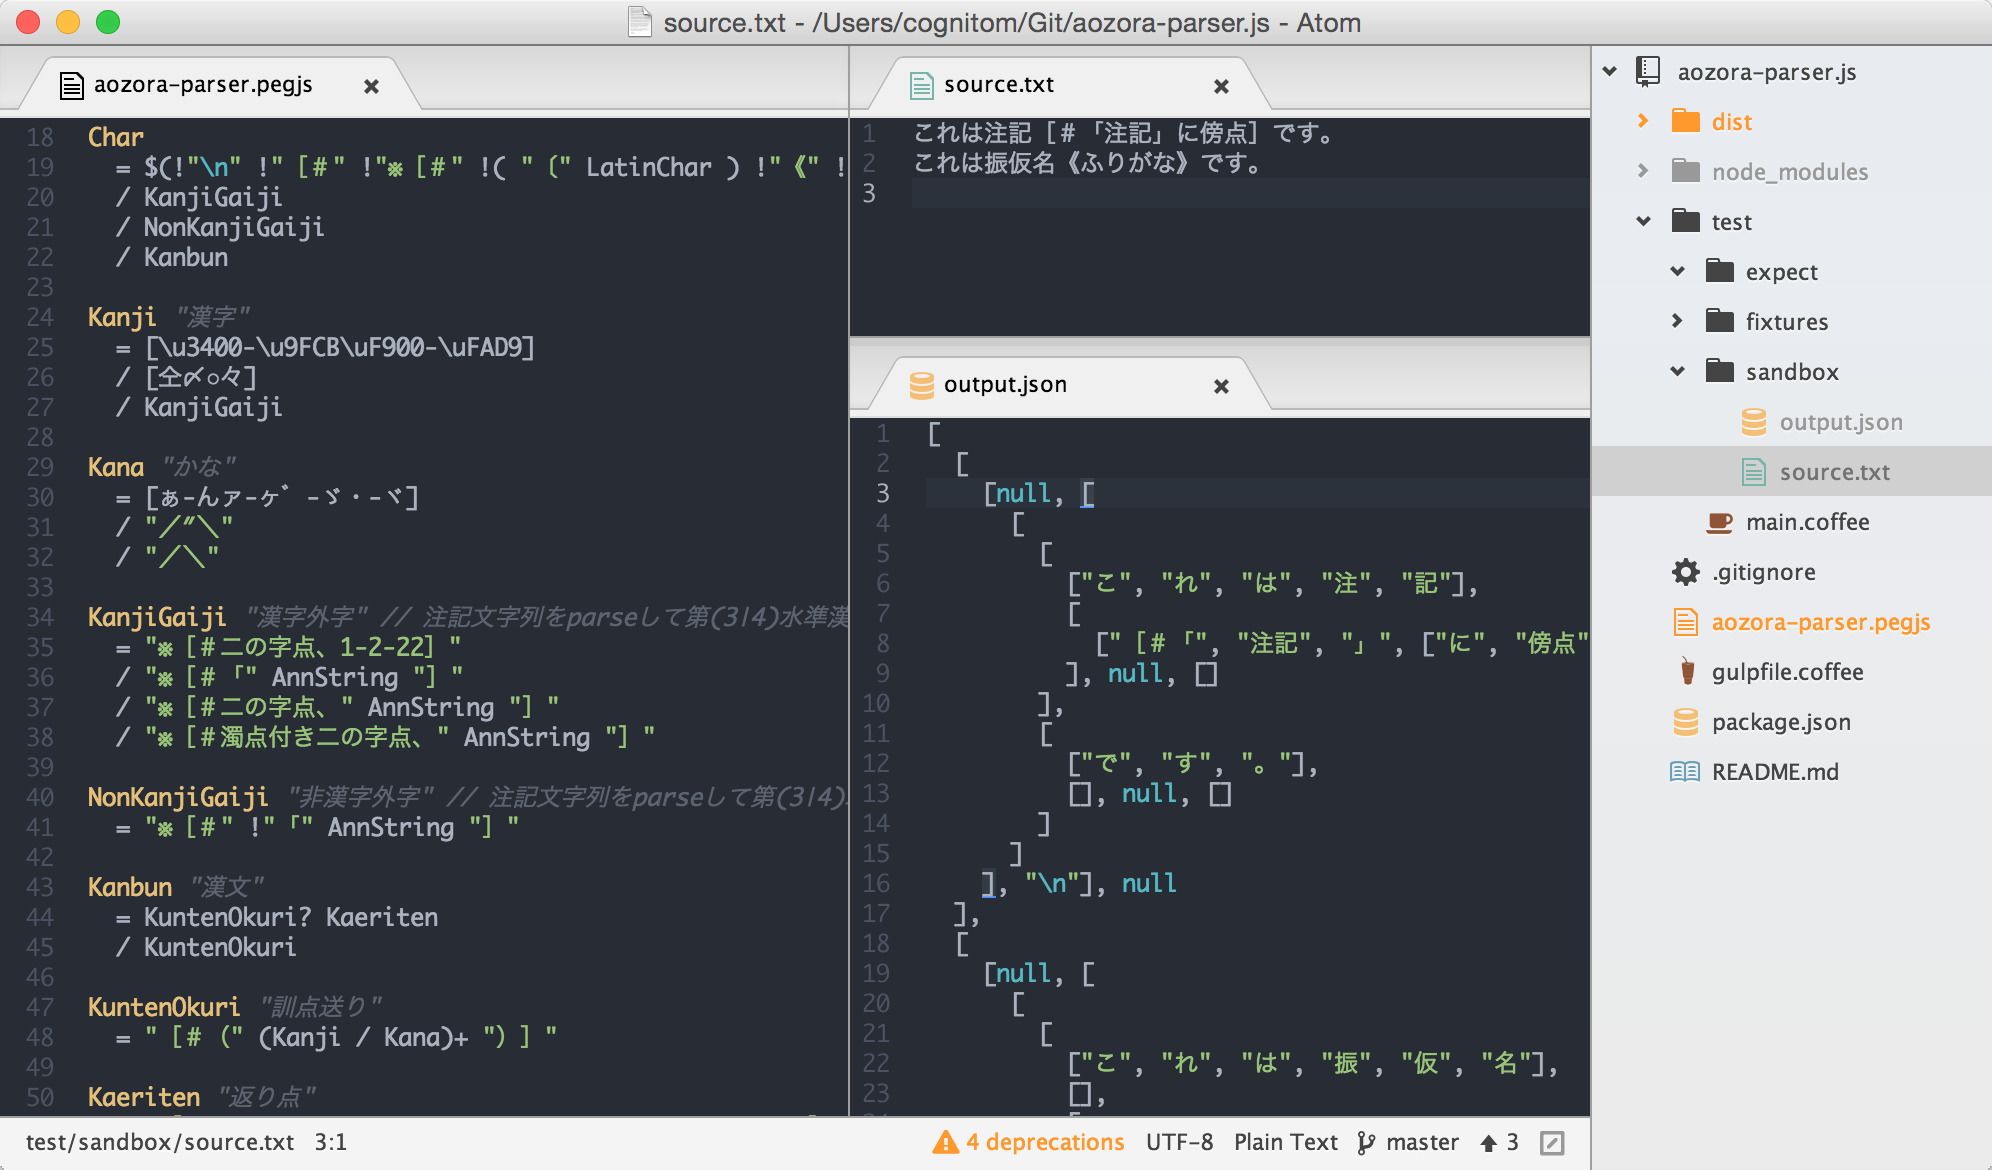 source.txt - /Users/cognitom/Git/aozora-parser.js - Atom
aozora-parser.pegjs
18 Char
19 = $(!"\n" !"［＃" !"※［＃" !( "〔" LatinChar ) !"《" !
20 / KanjiGaiji
21 / NonKanjiGaiji
22 / Kanbun
23
24 Kanji "漢字"
25 = [\u3400-\u9FCB\uF900-\uFAD9]
26 / [仝〆○々]
27 / KanjiGaiji
28
29 Kana "かな"
30 = [ぁ-んァ-ヶ゛-ゞ・-ヾ]
31 / "／″＼"
32 / "／＼"
33
34 KanjiGaiji "漢字外字" // 注記文字列をparseして第(3|4)水準漢
35 = "※［＃二の字点、1-2-22］"
36 / "※［＃「" AnnString "］"
37 / "※［＃二の字点、" AnnString "］"
38 / "※［＃濁点付き二の字点、" AnnString "］"
39
40 NonKanjiGaiji "非漢字外字" // 注記文字列をparseして第(3|4)
41 = "※［＃" !"「" AnnString "］"
42
43 Kanbun "漢文"
44 = KuntenOkuri? Kaeriten
45 / KuntenOkuri
46
47 KuntenOkuri "訓点送り"
48 = "［＃（" (Kanji / Kana)+ "）］"
49
50 Kaeriten "返り点"
source.txt
1 これは注記［＃「注記」に傍点］です。
2 これは振仮名《ふりがな》です。
3
output.json
1 [
2 [
3 [null, [
4 [
5 [
6 ["こ", "れ", "は", "注", "記"],
7 [
8 ["［＃「", "注記", "」", ["に", "傍点"
9 ], null, []
10 ],
11 [
12 ["で", "す", "。"],
13 [], null, []
14 ]
15 ]
16 ], "\n"], null
17 ],
18 [
19 [null, [
20 [
21 [
22 ["こ", "れ", "は", "振", "仮", "名"],
23 [],
aozora-parser.js
dist
node_modules
test
expect
fixtures
sandbox
output.json
source.txt
main.coffee
.gitignore
aozora-parser.pegjs
gulpfile.coffee
package.json
README.md
test/sandbox/source.txt 3:1
4 deprecations UTF-8 Plain Text master 3